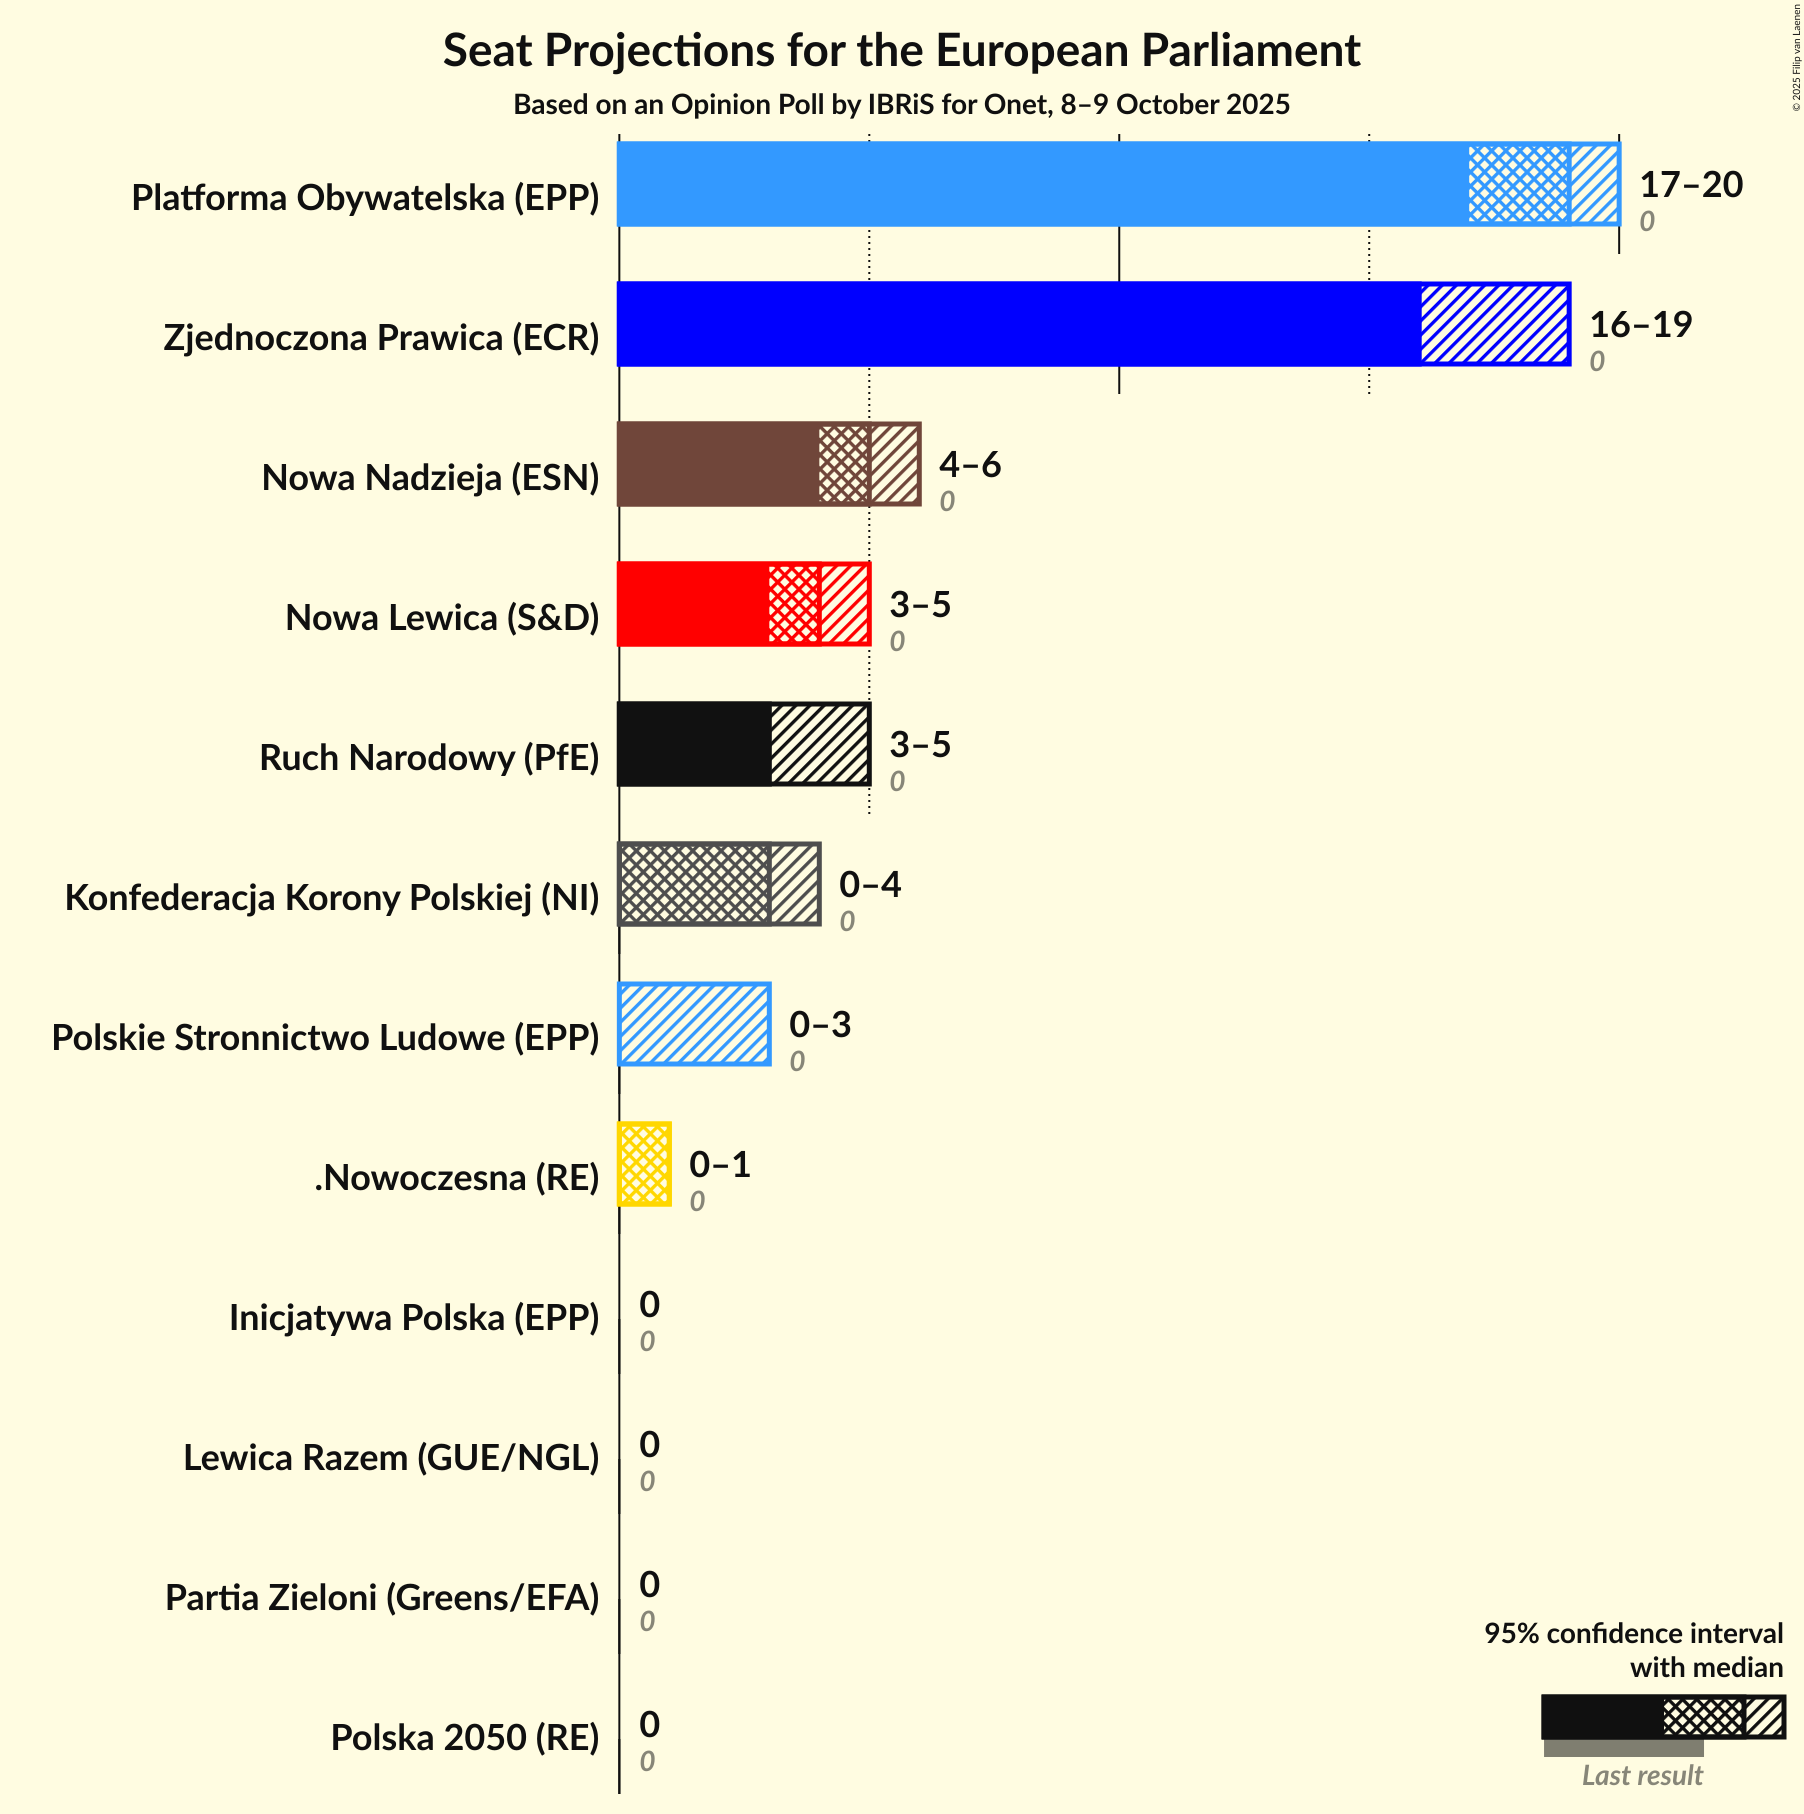 Seat Projections for the European Parliament
Based on an Opinion Poll by IBRiS for Onet, 8–9 October 2025
© 2025 Filip van Laenen
Platforma Obywatelska (EPP)
17–20
0
Zjednoczona Prawica (ECR)
16–19
0
Nowa Nadzieja (ESN)
4–6
0
Nowa Lewica (S&D)
3–5
0
Ruch Narodowy (PfE)
3–5
0
Konfederacja Korony Polskiej (NI)
0–4
0
Polskie Stronnictwo Ludowe (EPP)
0–3
0
.Nowoczesna (RE)
0–1
0
Inicjatywa Polska (EPP)
0
0
Lewica Razem (GUE/NGL)
0
0
Partia Zieloni (Greens/EFA)
0
0
Polska 2050 (RE)
0
0
95% confidence interval
with median
Last result